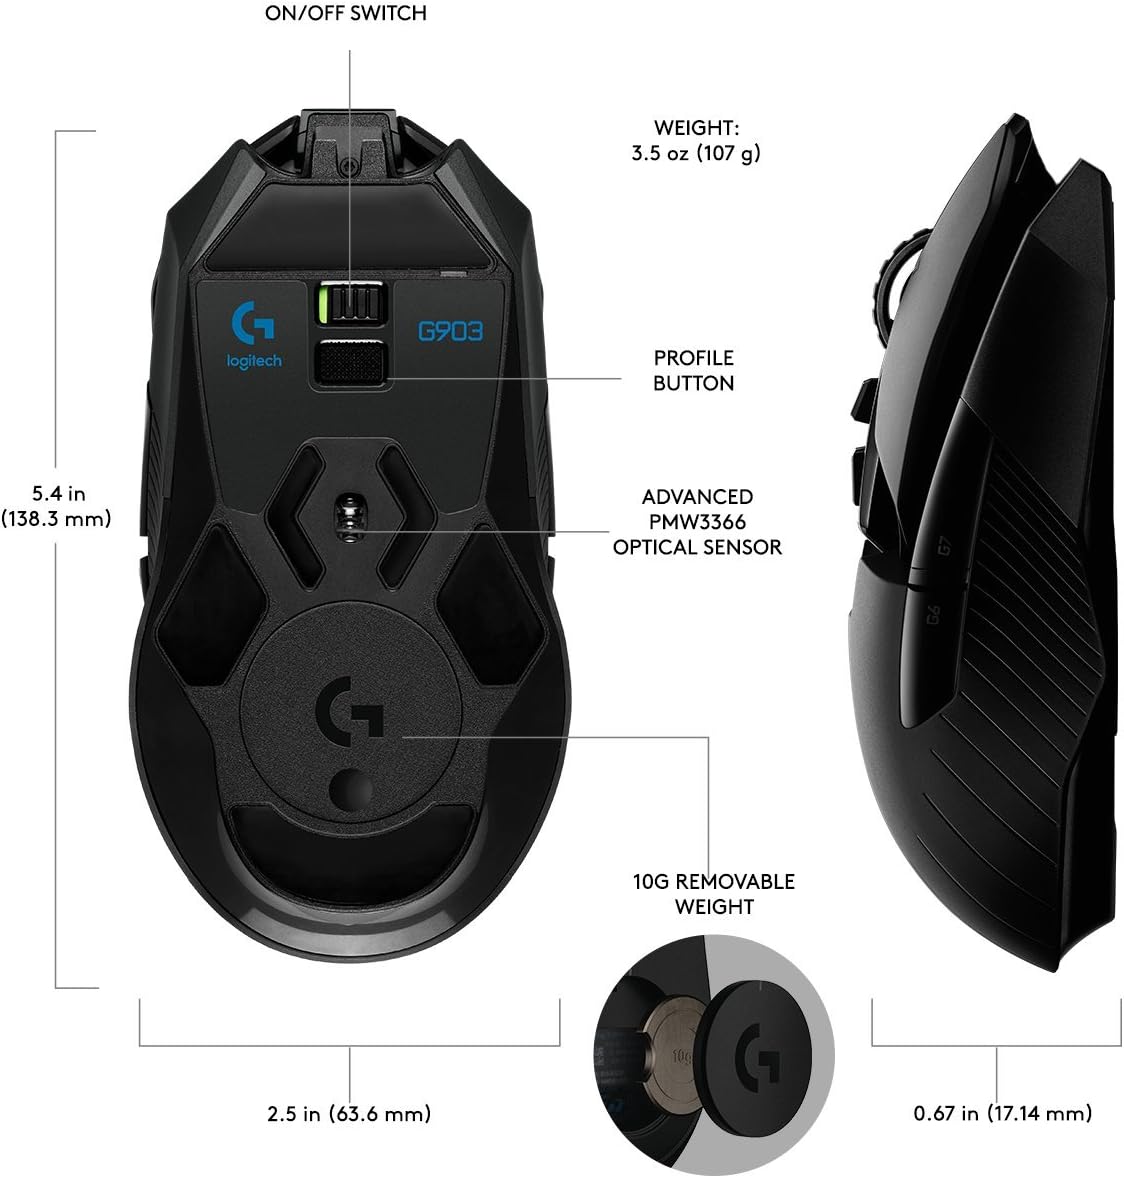 ON/OFF SWITCH
WEIGHT:
3.5 oz (107 g)
logitech
G903
PROFILE
BUTTON
5.4 in
(138.3 mm)
ADVANCED
PMW3366
OPTICAL SENSOR
G7
G6
10G REMOVABLE
WEIGHT
10g
2.5 in (63.6 mm)
0.67 in (17.14 mm)